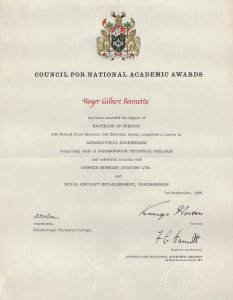 COUNCIL FOR NATIONAL ACADEMIC AWARDS
Roger Gilbert Bennetts
has been awarded the degree of
BACHELOR OF SCIENCE
with Second Class Honours (1st Division) having completed a course in
AERONAUTICAL ENGINEERING
comprising study at FARNBOROUGH TECHNICAL COLLEGE
and industrial training with
HAWKER SIDDELEY AVIATION LTD.
and
ROYAL AIRCRAFT ESTABLISHMENT, FARNBOROUGH
1st September,
PRINCIPAL
Farnborough Technical College.
Chairman
Registrar and Secretary
COUNCIL FOR NATIONAL ACADEMIC AWARDS